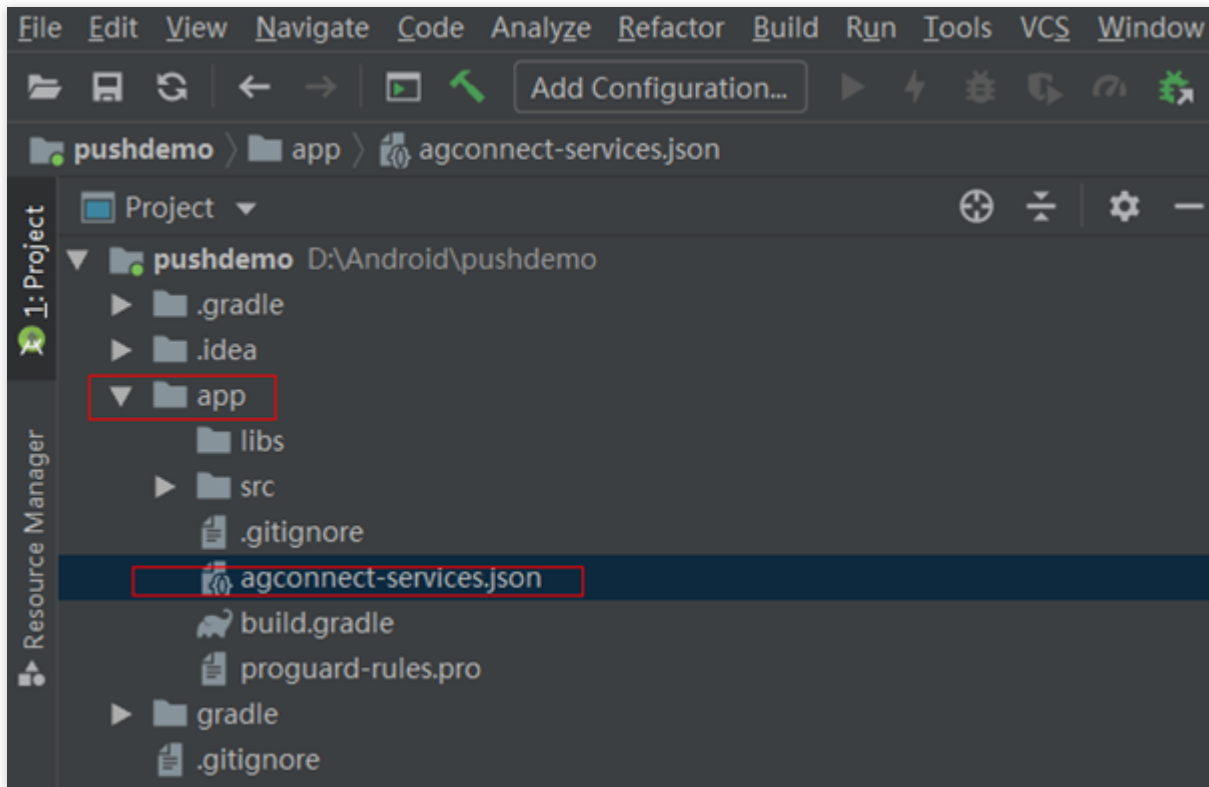 File Edit View Navigate Code Analyze Refactor Build Run Tools VCS Window
Add Configuration...
pushdemo app agconnect-services.json
Project
1: Project
pushdemo D:\Android\pushdemo
.gradle
.idea
app
libs
Resource Manager
src
.gitignore
agconnect-services.json
build.gradle
proguard-rules.pro
gradle
.gitignore